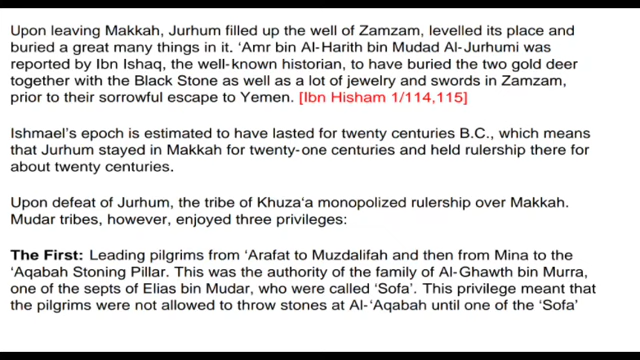 Upon leaving Makkah, Jurhum filled up the well of Zamzam, levelled its place and
buried a great many things in it. ‘Amr bin Al-Harith bin Mudad Al-Jurhumi was
reported by Ibn Ishaq, the well-known historian, to have buried the two gold deer
together with the Black Stone as well as a lot of jewelry and swords in Zamzam,
prior to their sorrowful escape to Yemen. [Ibn Hisham 1/114,115]
Ishmael’s epoch is estimated to have lasted for twenty centuries B.C., which means
that Jurhum stayed in Makkah for twenty-one centuries and held rulership there for
about twenty centuries.
Upon defeat of Jurhum, the tribe of Khuza‘a monopolized rulership over Makkah.
Mudar tribes, however, enjoyed three privileges:
The First: Leading pilgrims from ‘Arafat to Muzdalifah and then from Mina to the
‘Aqabah Stoning Pillar. This was the authority of the family of Al-Ghawth bin Murra,
one of the septs of Elias bin Mudar, who were called ‘Sofa’. This privilege meant that
the pilgrims were not allowed to throw stones at Al-‘Aqabah until one of the ‘Sofa’